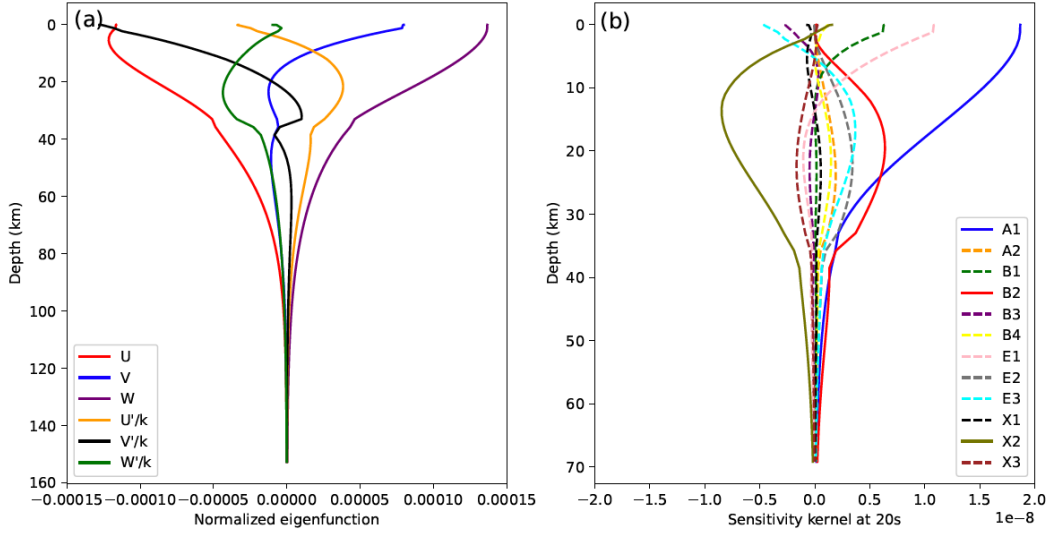 (a)
0
20
40
60
80
100
120
140
160
Depth (km)
U
V
W
U'/k
V'/k
W'/k
−0.00015 −0.00010 −0.00005 0.00000 0.00005 0.00010 0.00015
Normalized eigenfunction
(b)
0
10
20
30
40
50
60
70
Depth (km)
A1
A2
B1
B2
B3
B4
E1
E2
E3
X1
X2
X3
−2.0 −1.5 −1.0 −0.5 0.0 0.5 1.0 1.5 2.0
Sensitivity kernel at 20s
1e−8